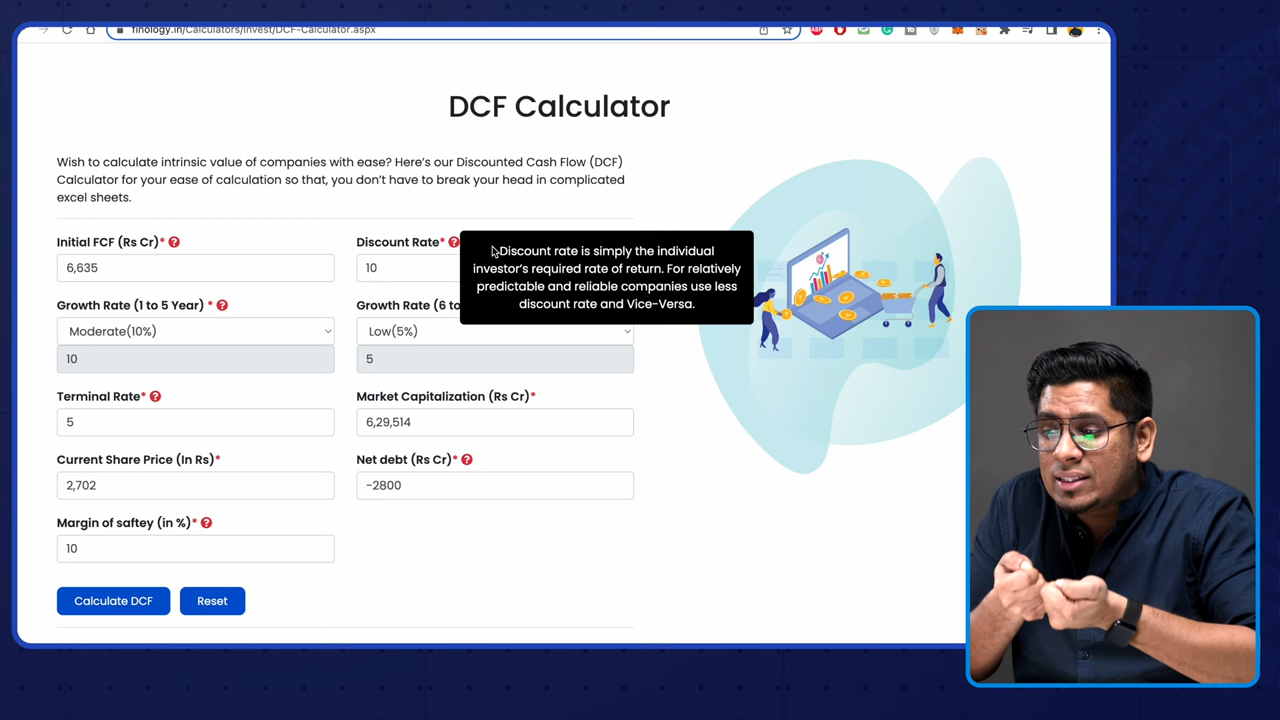 finology.in/Calculators/Invest/DCF-Calculator.aspx
ABP
DCF Calculator
Wish to calculate intrinsic value of companies with ease? Here's our Discounted Cash Flow (DCF)
Calculator for your ease of calculation so that, you don't have to break your head in complicated
excel sheets.
Initial FCF (Rs Cr)* ?
Discount Rate* ?
6,635
10
Discount rate is simply the individual
investor's required rate of return. For relatively
predictable and reliable companies use less
discount rate and Vice-Versa.
Growth Rate (1 to 5 Year) * ?
Growth Rate (6 to
Moderate(10%)
Low(5%)
10
5
Terminal Rate* ?
Market Capitalization (Rs Cr)*
5
6,29,514
Current Share Price (In Rs)*
Net debt (Rs Cr)* ?
2,702
-2800
Margin of saftey (in %)* ?
10
Calculate DCF
Reset